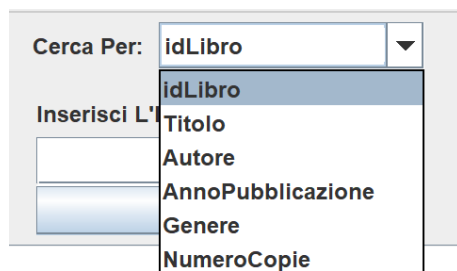 Cerca Per: idLibro
idLibro
Inserisci L'
Titolo
Autore
AnnoPubblicazione
Genere
NumeroCopie